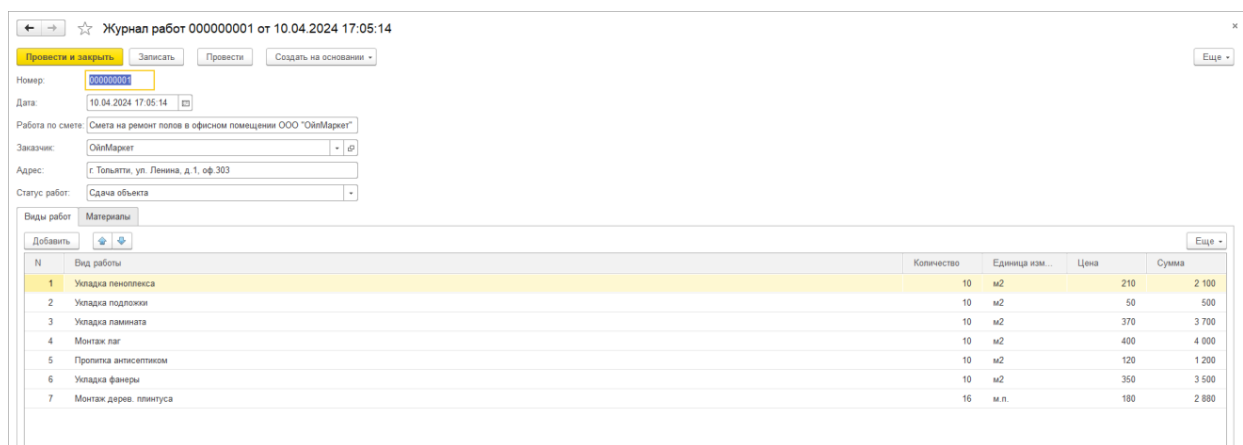 Журнал работ 000000001 от 10.04.2024 17:05:14
Провести и закрыть Записать Провести Создать на основании Еще
Номер: 000000001
Дата: 10.04.2024 17:05:14
Работа по смете: Смета на ремонт полов в офисном помещении ООО "ОйлМаркет"
Заказчик: ОйлМаркет
Адрес: г. Тольятти, ул. Ленина, д.1, оф.303
Статус работ: Сдача объекта
Виды работ Материалы
Добавить Еще
N Вид работы Количество Единица изм... Цена Сумма
1 Укладка пеноплекса 10 м2 210 2 100
2 Укладка подложки 10 м2 50 500
3 Укладка ламината 10 м2 370 3 700
4 Монтаж лаг 10 м2 400 4 000
5 Пропитка антисептиком 10 м2 120 1 200
6 Укладка фанеры 10 м2 350 3 500
7 Монтаж дерев. плинтуса 16 м.п. 180 2 880